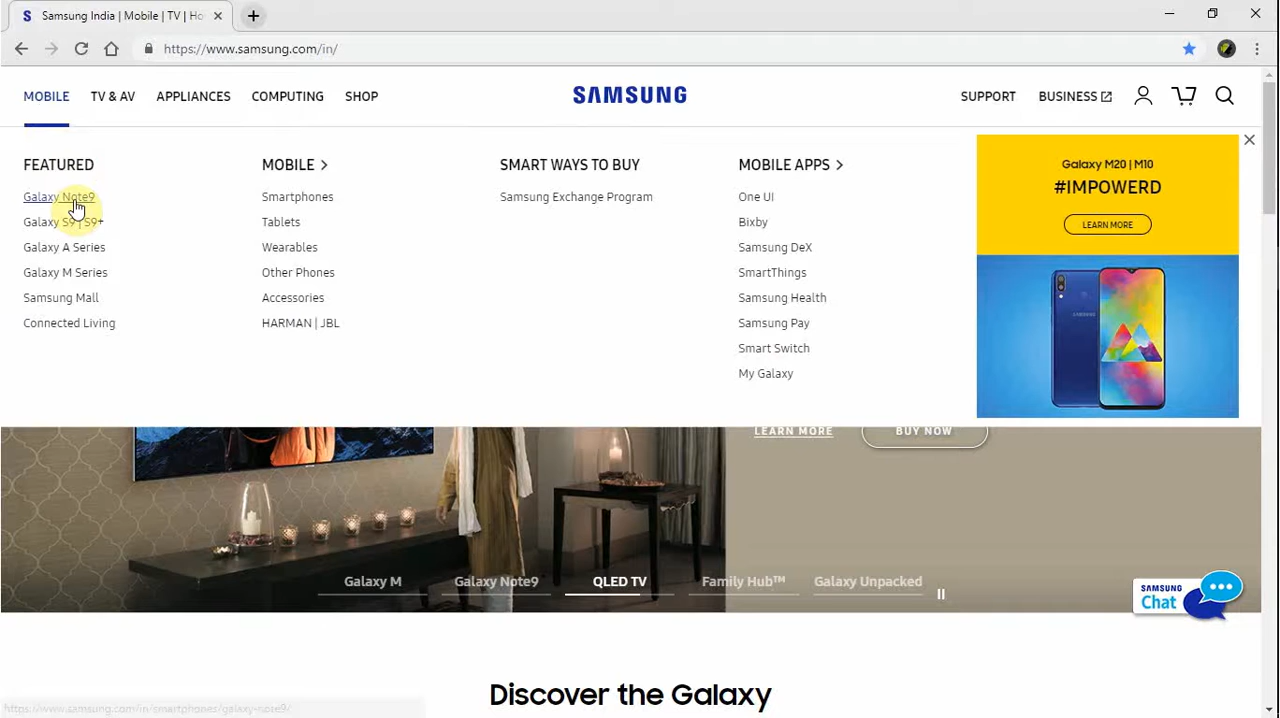 Samsung India | Mobile | TV | Ho
https://www.samsung.com/in/
MOBILE TV & AV APPLIANCES COMPUTING SHOP SAMSUNG SUPPORT BUSINESS
FEATURED
Galaxy Note9
Galaxy S9 | S9+
Galaxy A Series
Galaxy M Series
Samsung Mall
Connected Living
MOBILE >
Smartphones
Tablets
Wearables
Other Phones
Accessories
HARMAN | JBL
SMART WAYS TO BUY
Samsung Exchange Program
MOBILE APPS >
One UI
Bixby
Samsung DeX
SmartThings
Samsung Health
Samsung Pay
Smart Switch
My Galaxy
Galaxy M20 | M10
#IMPOWERD
LEARN MORE
SAMSUNG
LEARN MORE BUY NOW
Galaxy M Galaxy Note9 QLED TV Family Hub™ Galaxy Unpacked
SAMSUNG
Chat
Discover the Galaxy
https://www.samsung.com/in/smartphones/galaxy-note9/